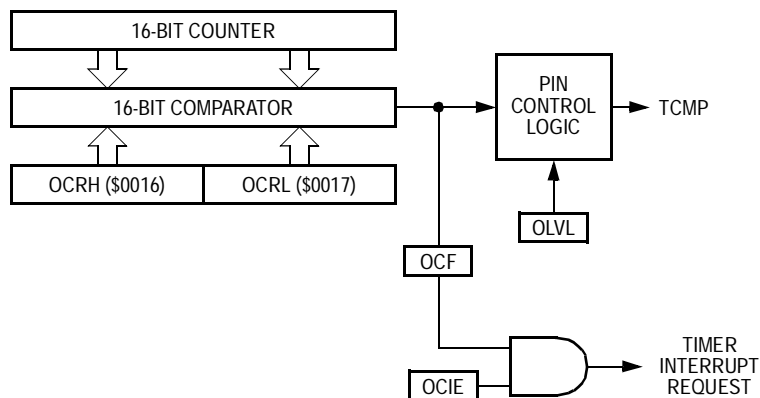 16-BIT COUNTER
16-BIT COMPARATOR
OCRH ($0016)
OCRL ($0017)
PIN
CONTROL
LOGIC
TCMP
OLVL
OCF
OCIE
TIMER
INTERRUPT
REQUEST